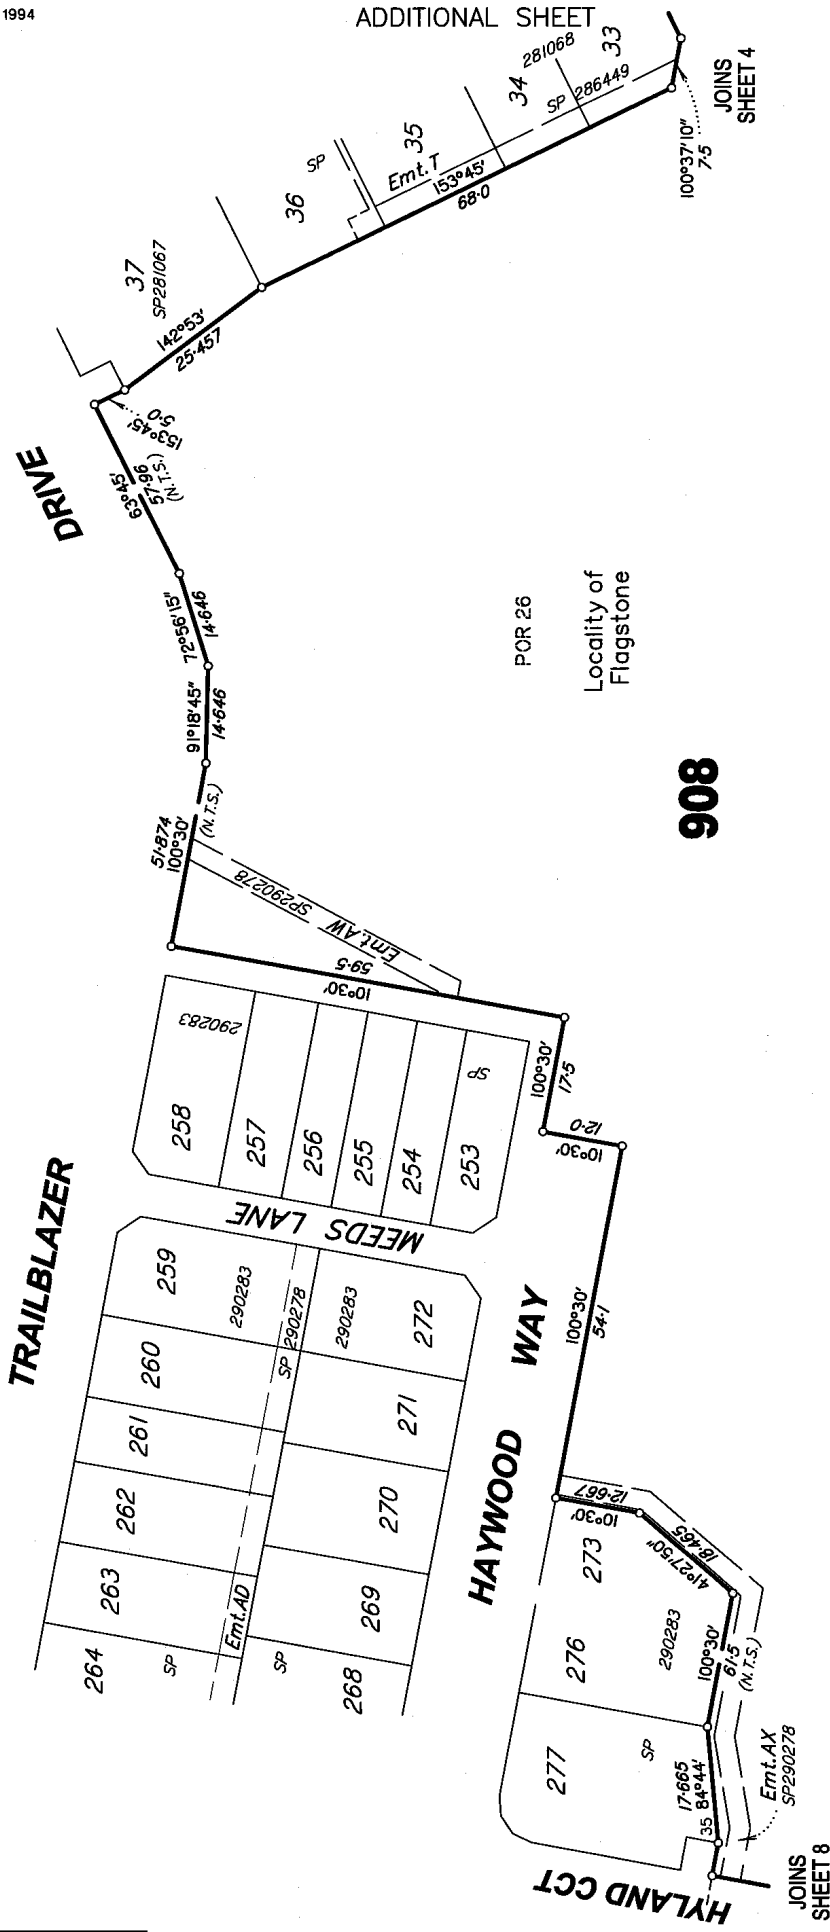 1994
ADDITIONAL SHEET
33
281068
34
SP 286449
35
SP
36
Emt.T
153°45'
68·0
JOINS
SHEET 4
100°37'10"
7·5
37
SP281067
142°53'
25·457
153°45'
5·0
DRIVE
63°45'
57·96
(N.T.S.)
72°56'15"
14·646
91°18'45"
14·646
POR 26
Locality of
Flagstone
908
51·874
100°30'
(N.T.S.)
SP290278
Emt.AW
59·5
10°30'
290283
258
257
256
255
254
253
SP
100°30'
17·5
12·0
10°30'
TRAILBLAZER
MEEDS LANE
259
290283
SP 290278
290283
272
260
271
261
270
262
263
269
264
SP
Emt.AD
SP
268
HAYWOOD WAY
100°30'
54·1
12·667
10°30'
273
18·465
41°27'50"
276
290283
100°30'
61·5
(N.T.S.)
277
SP
17·665
84°44'
35
Emt.AX
SP290278
HYLAND CCT
JOINS
SHEET 8